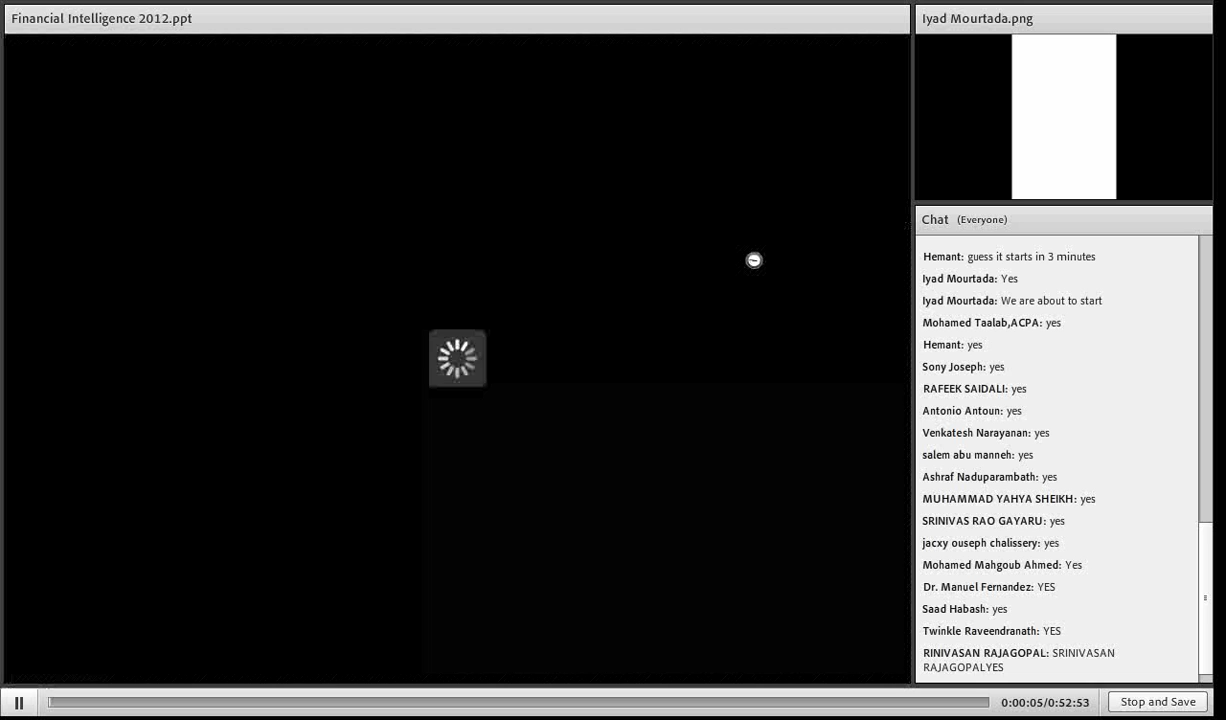 Financial Intelligence 2012.ppt
Iyad Mourtada.png
Chat (Everyone)
Hemant: guess it starts in 3 minutes
Iyad Mourtada: Yes
Iyad Mourtada: We are about to start
Mohamed Taalab,ACPA: yes
Hemant: yes
Sony Joseph: yes
RAFEEK SAIDALI: yes
Antonio Antoun: yes
Venkatesh Narayanan: yes
salem abu manneh: yes
Ashraf Naduparambath: yes
MUHAMMAD YAHYA SHEIKH: yes
SRINIVAS RAO GAYARU: yes
jacxy ouseph chalissery: yes
Mohamed Mahgoub Ahmed: Yes
Dr. Manuel Fernandez: YES
Saad Habash: yes
Twinkle Raveendranath: YES
RINIVASAN RAJAGOPAL: SRINIVASAN
RAJAGOPALYES
0:00:05/0:52:53
Stop and Save